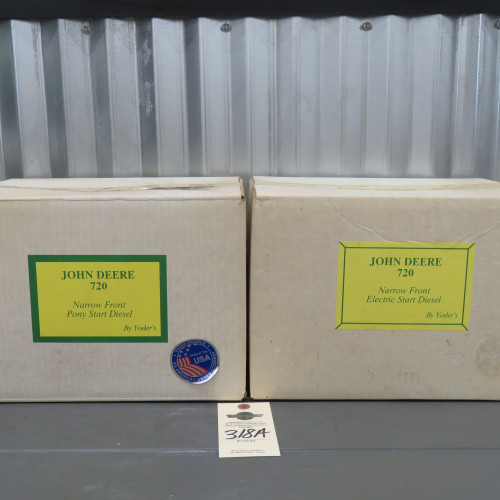 JOHN DEERE
720
Narrow Front
Pony Start Diesel
By Yoder's
USA
JOHN DEERE
720
Narrow Front
Electric Start Diesel
By Yoder's
318A